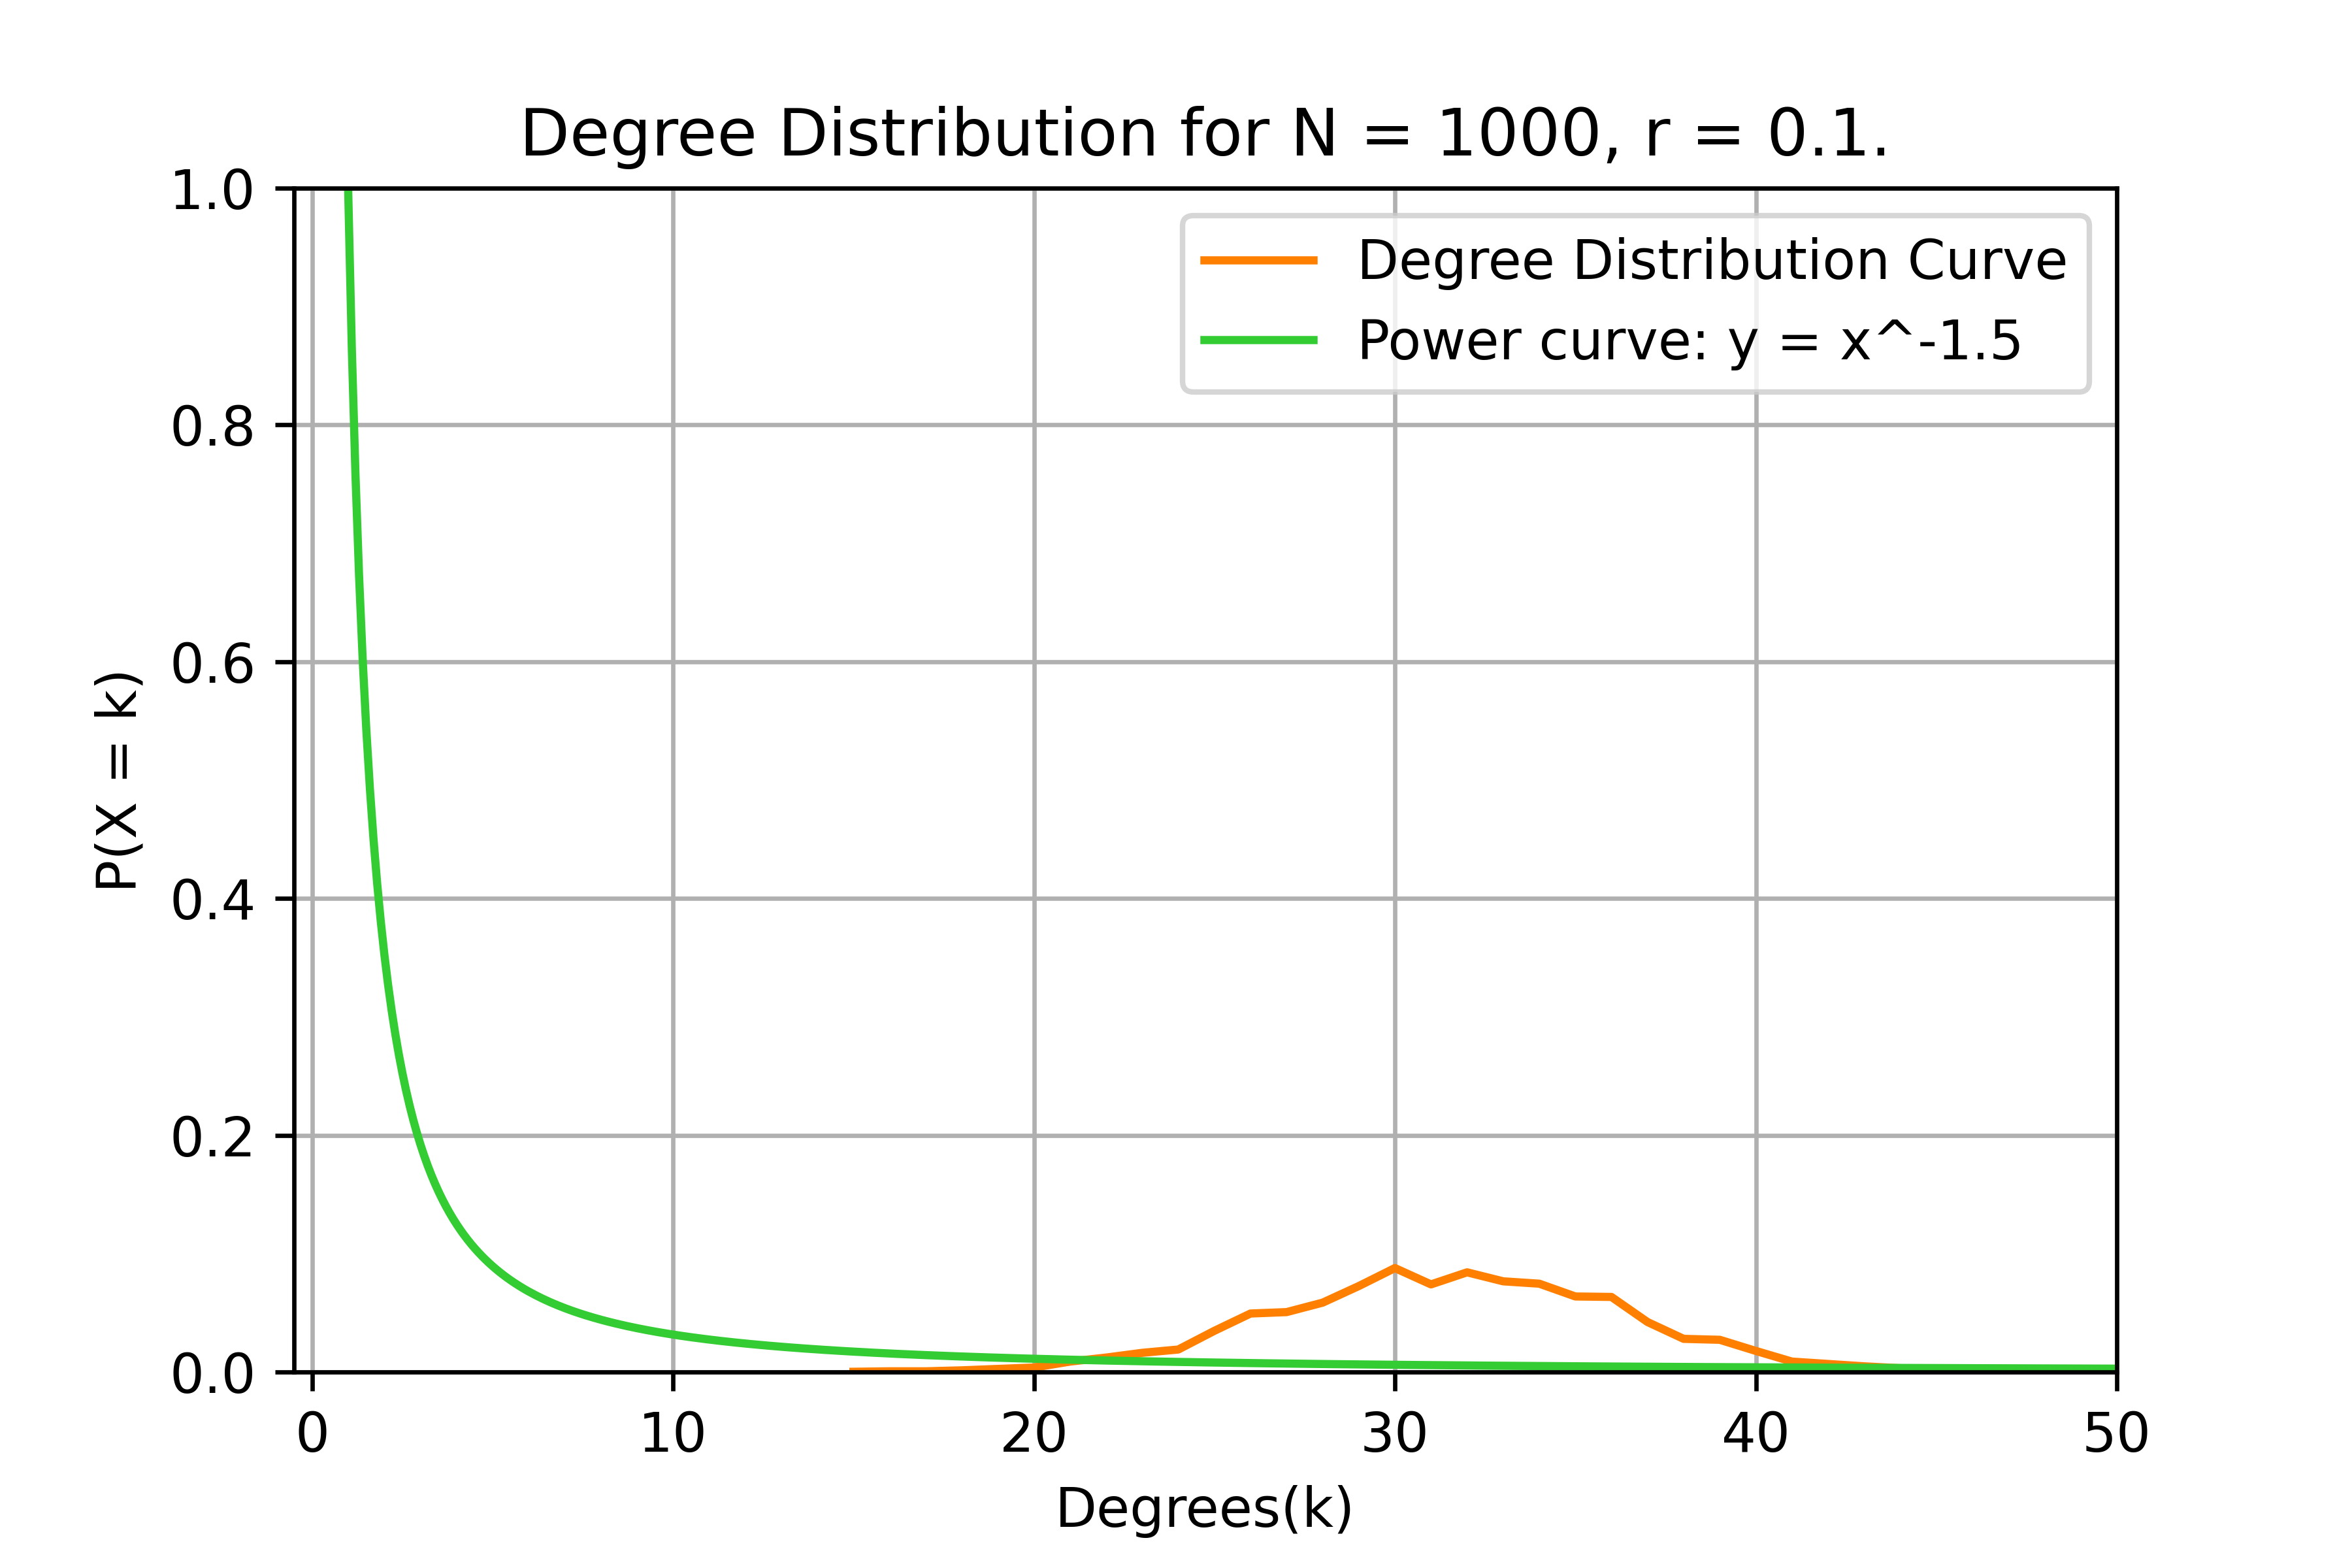 Degree Distribution for N = 1000, r = 0.1.
1.0
0.8
0.6
0.4
0.2
0.0
P(X = k)
Degree Distribution Curve
Power curve: y = x^-1.5
0 10 20 30 40 50
Degrees(k)